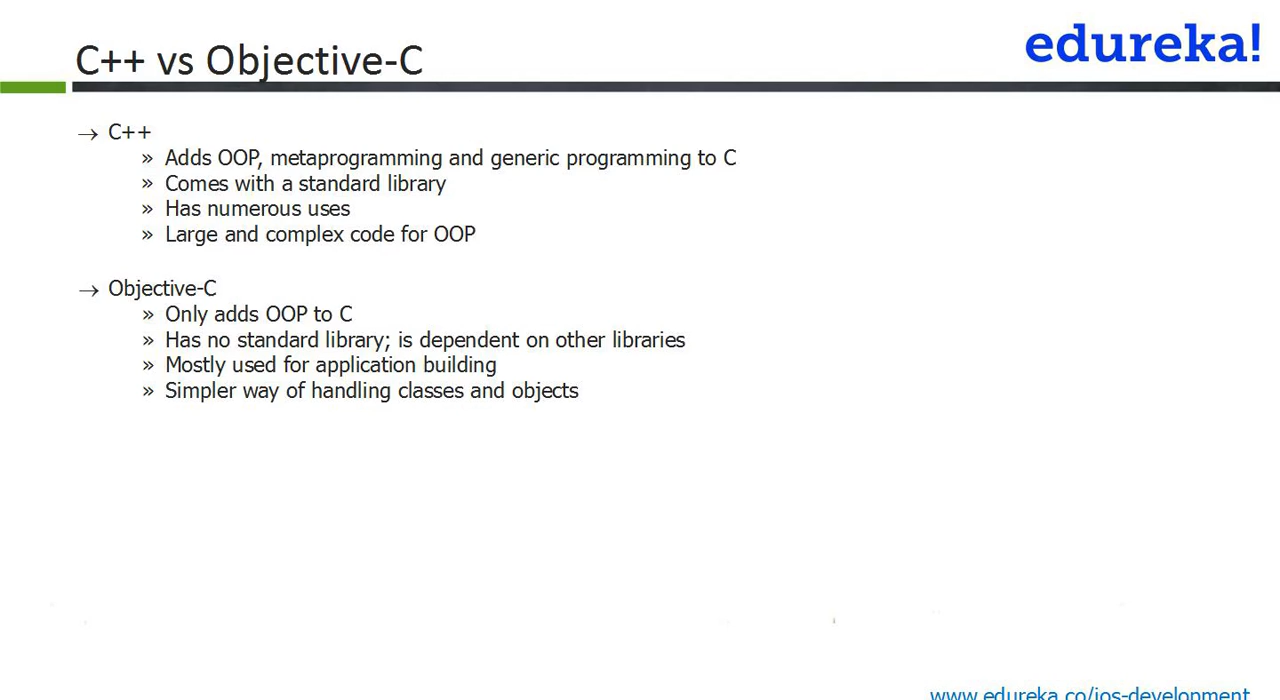 C++ vs Objective-C
edureka!
→ C++
» Adds OOP, metaprogramming and generic programming to C
» Comes with a standard library
» Has numerous uses
» Large and complex code for OOP
→ Objective-C
» Only adds OOP to C
» Has no standard library; is dependent on other libraries
» Mostly used for application building
» Simpler way of handling classes and objects
www.edureka.co/ios-development